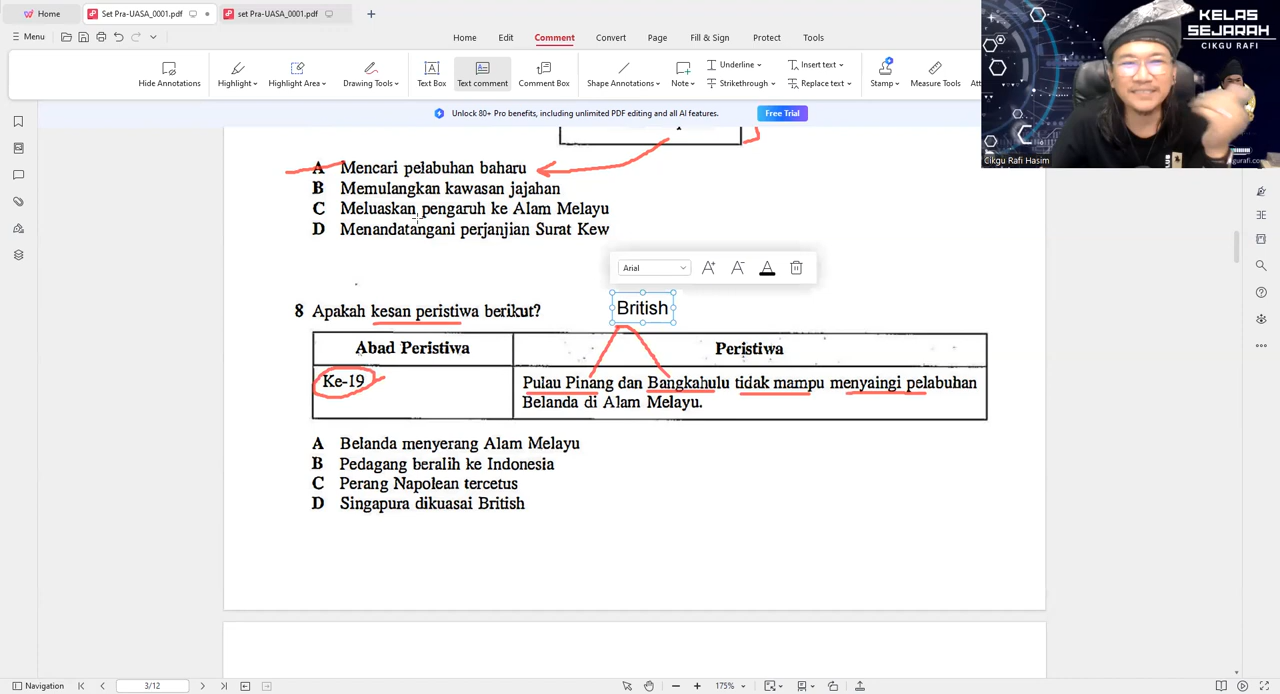 Home
Set Pra-UASA_0001.pdf
set Pra-UASA_0001.pdf
Menu
Home Edit Comment Convert Page Fill & Sign Protect Tools
Hide Annotations
Highlight
Highlight Area
Drawing Tools
Text Box
Text comment
Comment Box
Shape Annotations
Note
Underline
Strikethrough
Insert text
Replace text
Stamp
Measure Tools
Unlock 80+ Pro benefits, including unlimited PDF editing and all AI features.
Free Trial
KELAS
SEJARAH
CIKGU RAFI
Cikgu Rafi Hasim
A Mencari pelabuhan baharu
B Memulangkan kawasan jajahan
C Meluaskan pengaruh ke Alam Melayu
D Menandatangani perjanjian Surat Kew
Arial
British
8 Apakah kesan peristiwa berikut?
Abad Peristiwa
Peristiwa
Ke-19
Pulau Pinang dan Bangkahulu tidak mampu menyaingi pelabuhan
Belanda di Alam Melayu.
A Belanda menyerang Alam Melayu
B Pedagang beralih ke Indonesia
C Perang Napolean tercetus
D Singapura dikuasai British
Navigation
3/12
175%